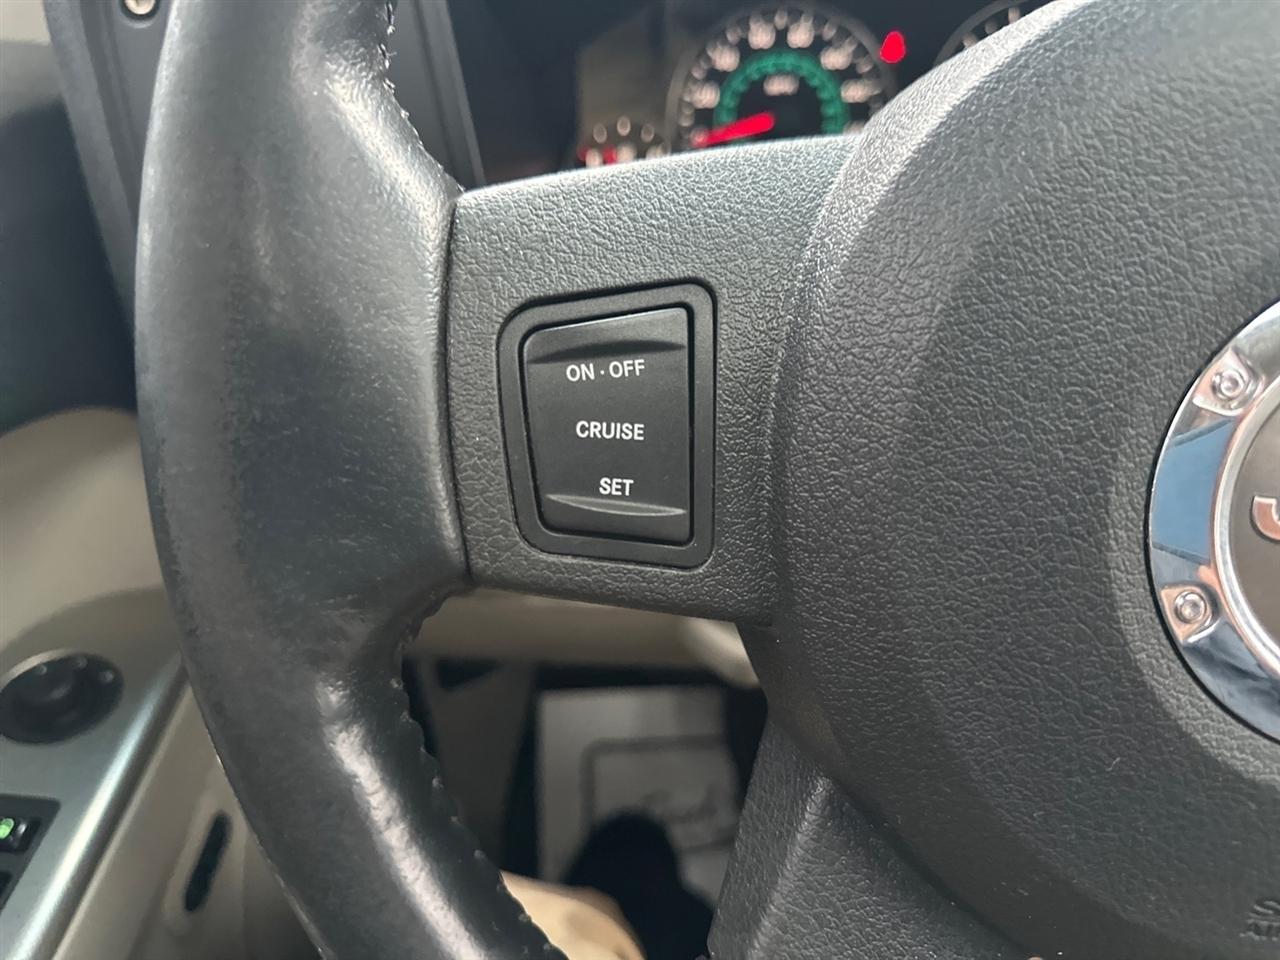 ON · OFF
CRUISE
SET